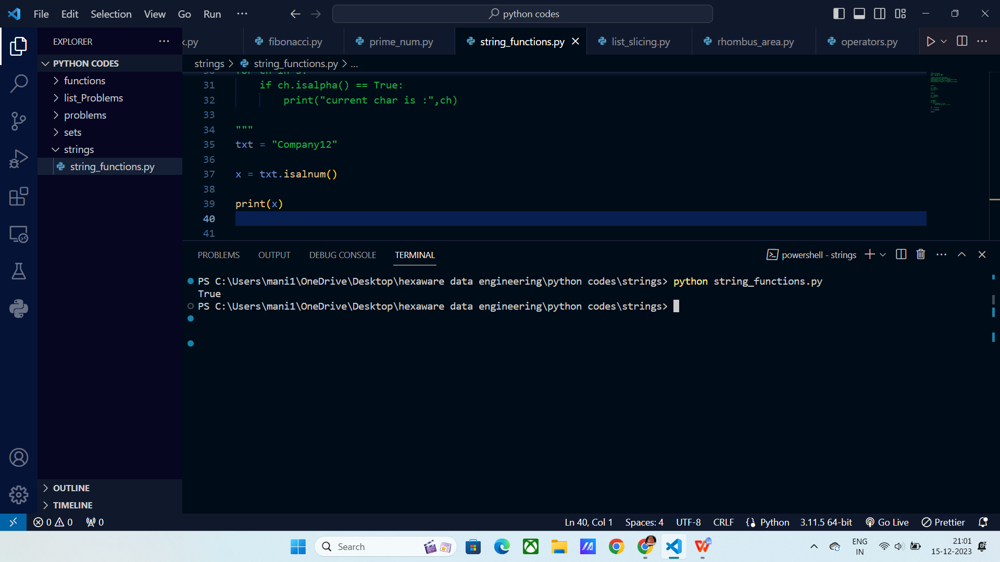 File Edit Selection View Go Run ··· python codes
EXPLORER ···
x.py fibonacci.py prime_num.py string_functions.py list_slicing.py rhombus_area.py operators.py ···
PYTHON CODES
functions
list_Problems
problems
sets
strings
string_functions.py
strings > string_functions.py > ...
30 for ch in s:
31 if ch.isalpha() == True:
32 print("current char is :",ch)
33
34 """
35 txt = "Company12"
36
37 x = txt.isalnum()
38
39 print(x)
40
41
PROBLEMS OUTPUT DEBUG CONSOLE TERMINAL powershell - strings ···
PS C:\Users\mani1\OneDrive\Desktop\hexaware data engineering\python codes\strings> python string_functions.py
True
PS C:\Users\mani1\OneDrive\Desktop\hexaware data engineering\python codes\strings>
OUTLINE
TIMELINE
0 0 0 Ln 40, Col 1 Spaces: 4 UTF-8 CRLF Python 3.11.5 64-bit Go Live Prettier
Search ENG 21:01
IN 15-12-2023